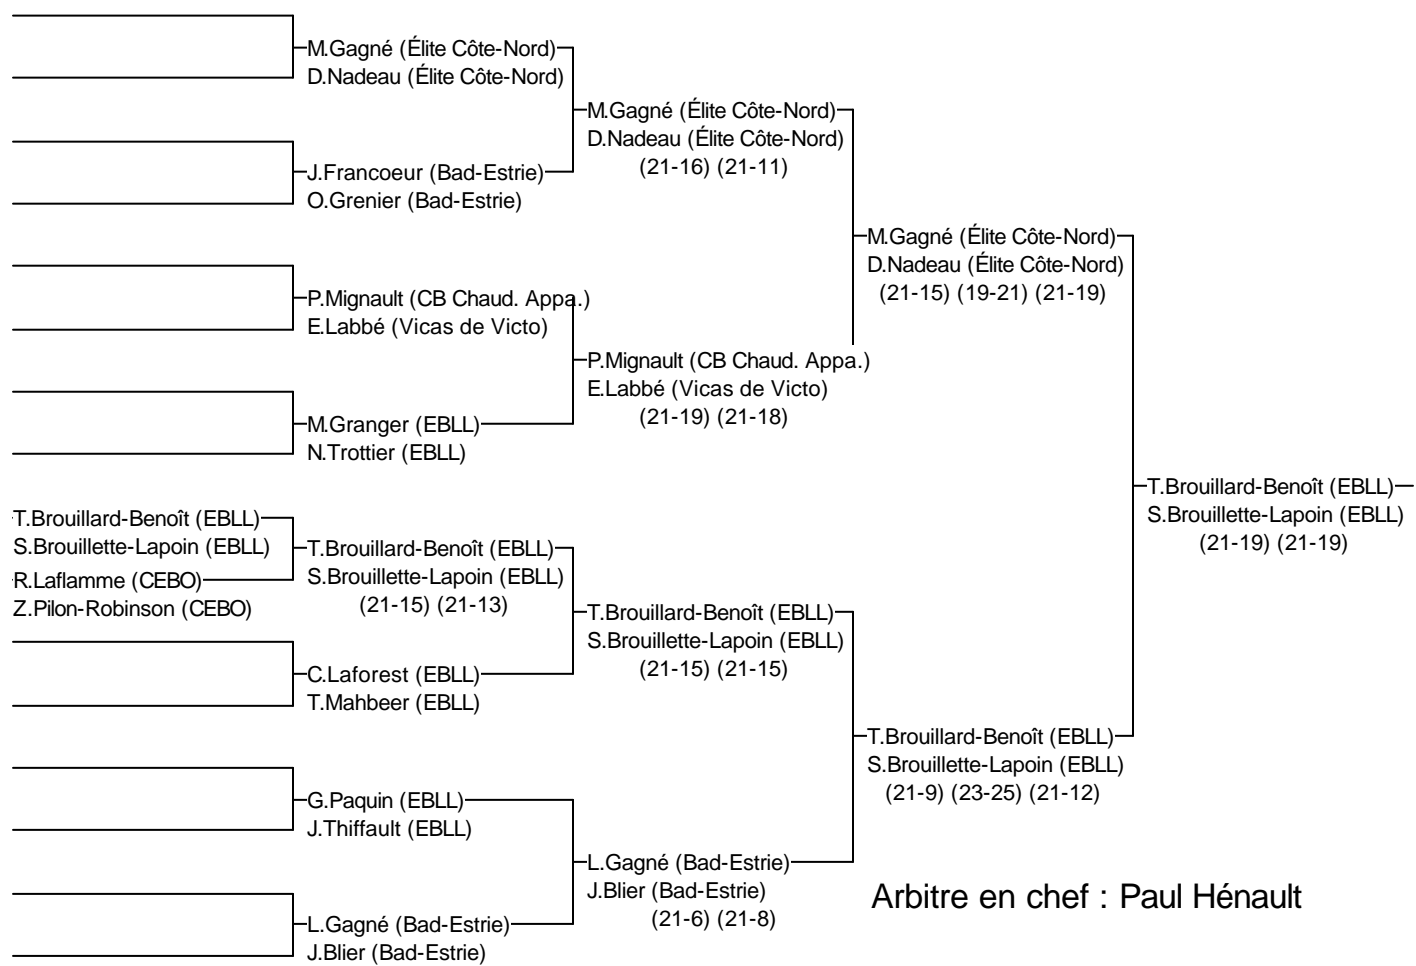 M.Gagné (Élite Côte-Nord)
D.Nadeau (Élite Côte-Nord)
J.Francoeur (Bad-Estrie)
O.Grenier (Bad-Estrie)
P.Mignault (CB Chaud. Appa.)
E.Labbé (Vicas de Victo)
M.Granger (EBLL)
N.Trottier (EBLL)
T.Brouillard-Benoît (EBLL)
S.Brouillette-Lapoin (EBLL)
R.Laflamme (CEBO)
Z.Pilon-Robinson (CEBO)
T.Brouillard-Benoît (EBLL)
S.Brouillette-Lapoin (EBLL)
(21-15) (21-13)
C.Laforest (EBLL)
T.Mahbeer (EBLL)
G.Paquin (EBLL)
J.Thiffault (EBLL)
L.Gagné (Bad-Estrie)
J.Blier (Bad-Estrie)
M.Gagné (Élite Côte-Nord)
D.Nadeau (Élite Côte-Nord)
(21-16) (21-11)
P.Mignault (CB Chaud. Appa.)
E.Labbé (Vicas de Victo)
(21-19) (21-18)
T.Brouillard-Benoît (EBLL)
S.Brouillette-Lapoin (EBLL)
(21-15) (21-15)
L.Gagné (Bad-Estrie)
J.Blier (Bad-Estrie)
(21-6) (21-8)
M.Gagné (Élite Côte-Nord)
D.Nadeau (Élite Côte-Nord)
(21-15) (19-21) (21-19)
T.Brouillard-Benoît (EBLL)
S.Brouillette-Lapoin (EBLL)
(21-9) (23-25) (21-12)
T.Brouillard-Benoît (EBLL)
S.Brouillette-Lapoin (EBLL)
(21-19) (21-19)
Arbitre en chef : Paul Hénault